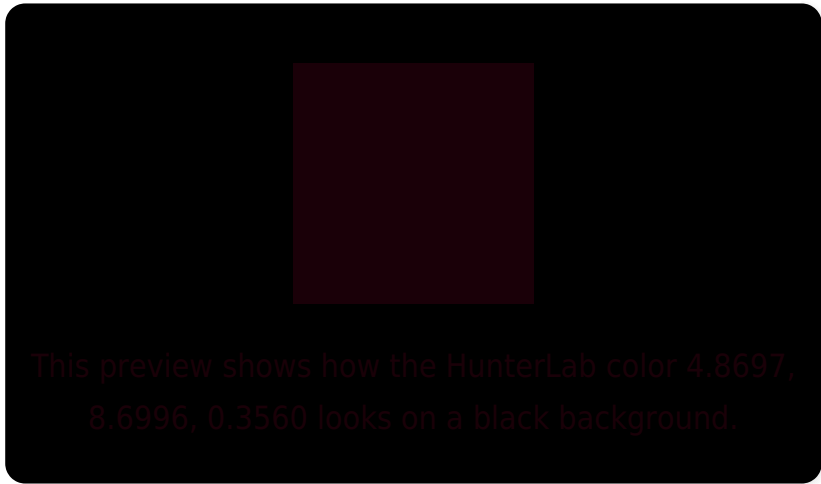 This preview shows how the HunterLab color 4.8697,
8.6996, 0.3560 looks on a black background.